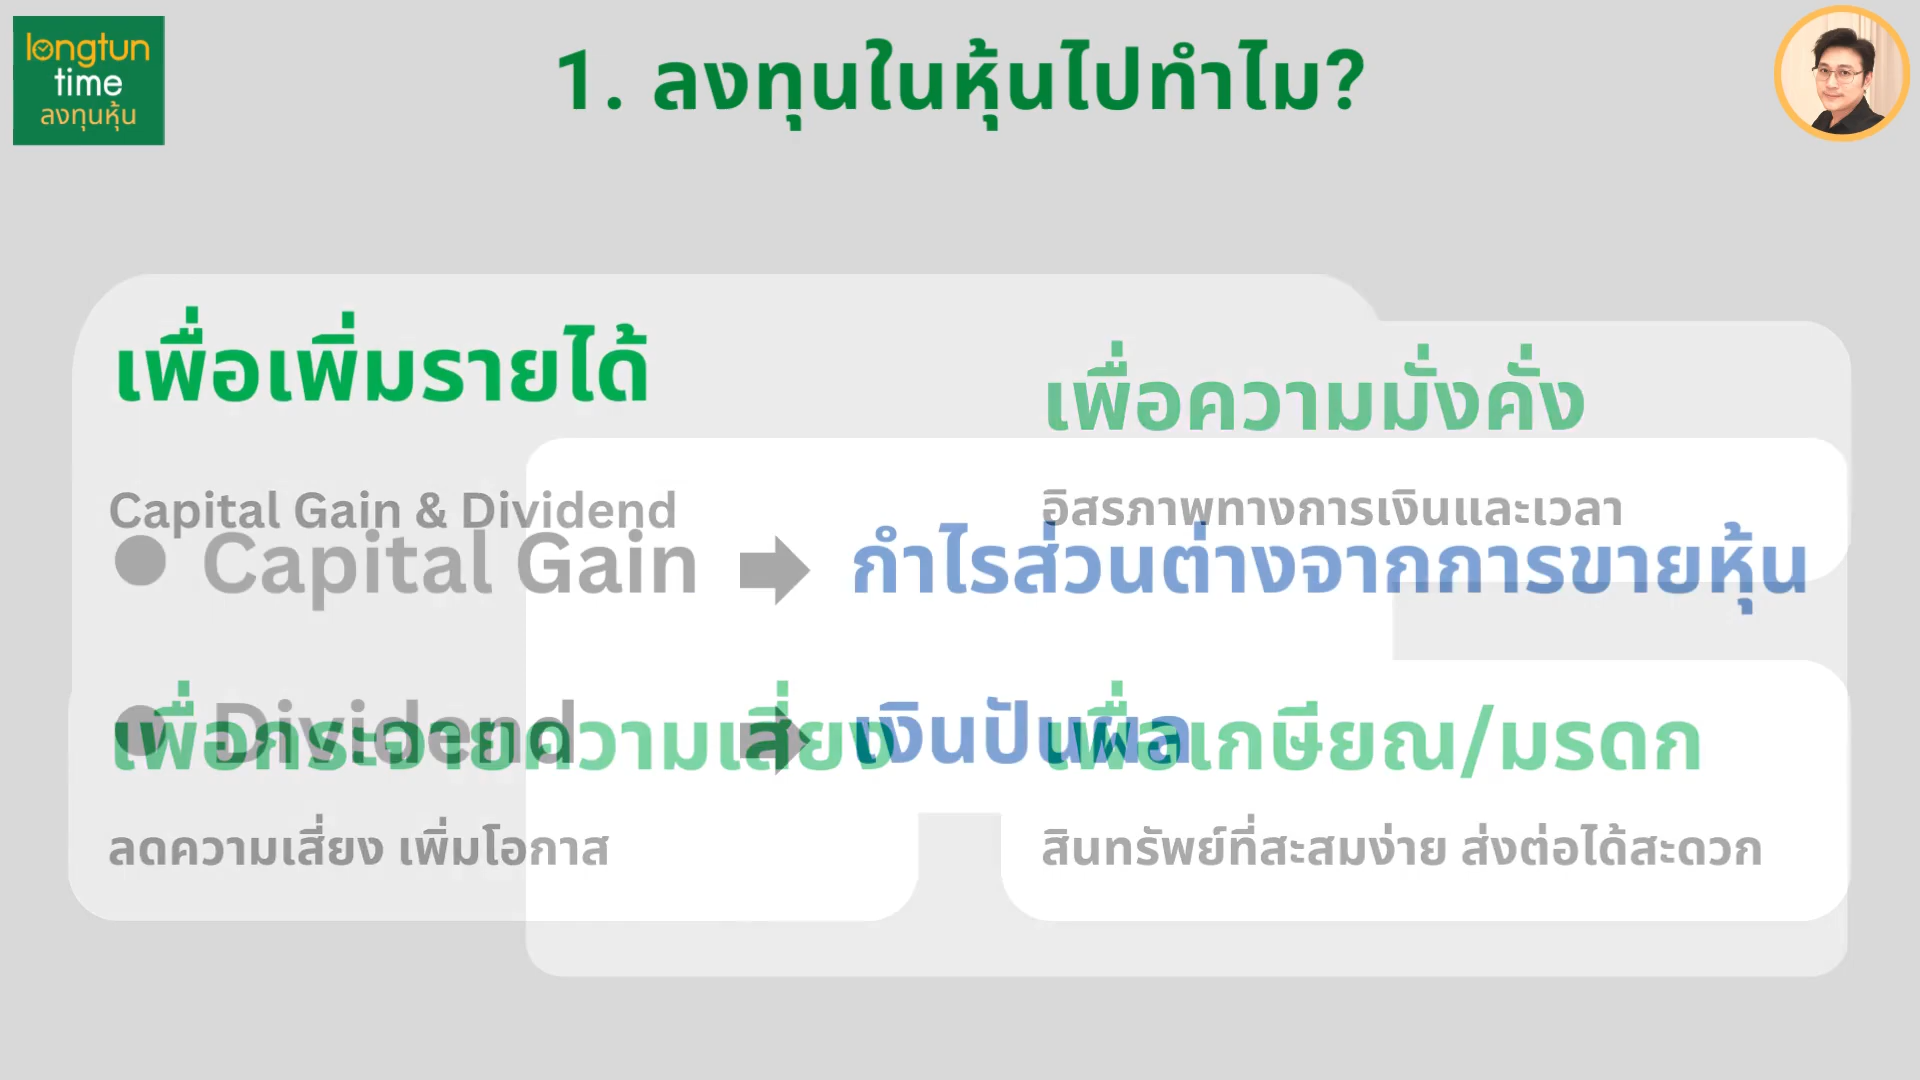 longtun
time
ลงทุนหุ้น
1. ลงทุนในหุ้นไปทำไม?
เพื่อเพิ่มรายได้
เพื่อความมั่งคั่ง
Capital Gain & Dividend
อิสรภาพทางการเงินและเวลา
● Capital Gain ➡ กำไรส่วนต่างจากการขายหุ้น
● Dividend ➡ เงินปันผล
เพื่อกระจายความเสี่ยง
เพื่อเกษียณ/มรดก
ลดความเสี่ยง เพิ่มโอกาส
สินทรัพย์ที่สะสมง่าย ส่งต่อได้สะดวก